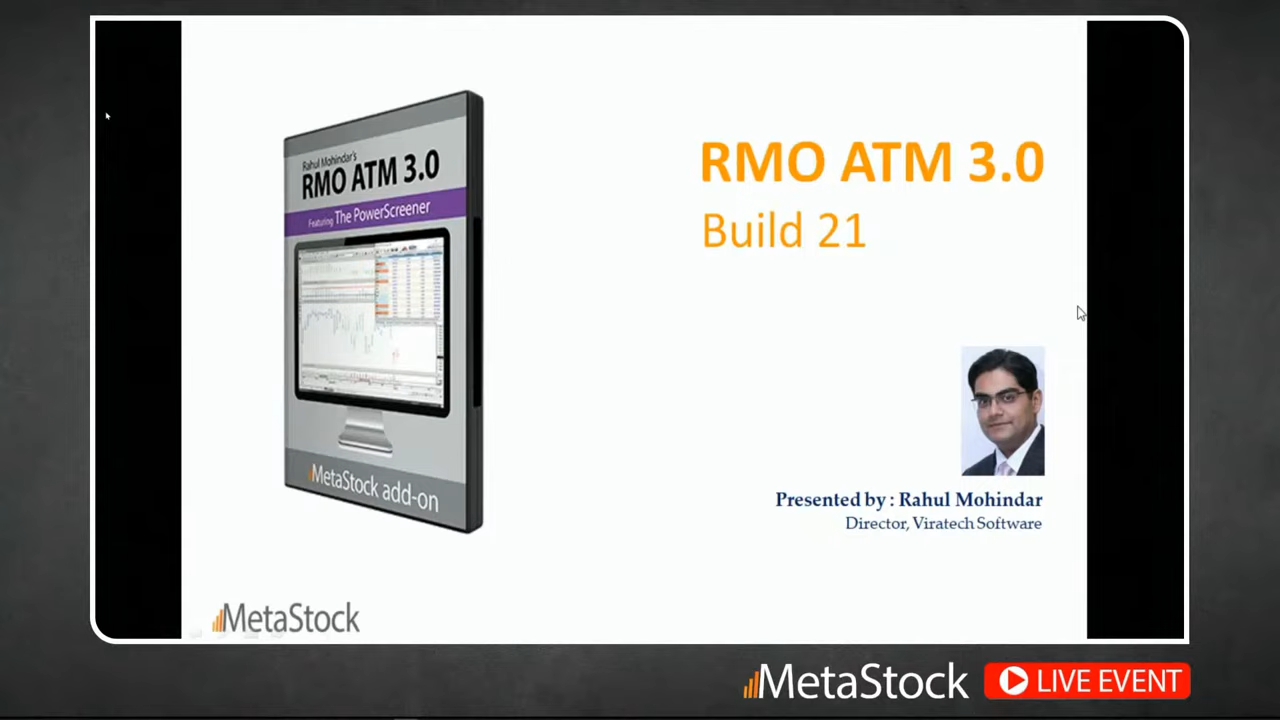 Rahul Mohindar's
RMO ATM 3.0
Featuring The PowerScreener
MetaStock add-on
RMO ATM 3.0
Build 21
Presented by : Rahul Mohindar
Director, Viratech Software
MetaStock
MetaStock LIVE EVENT